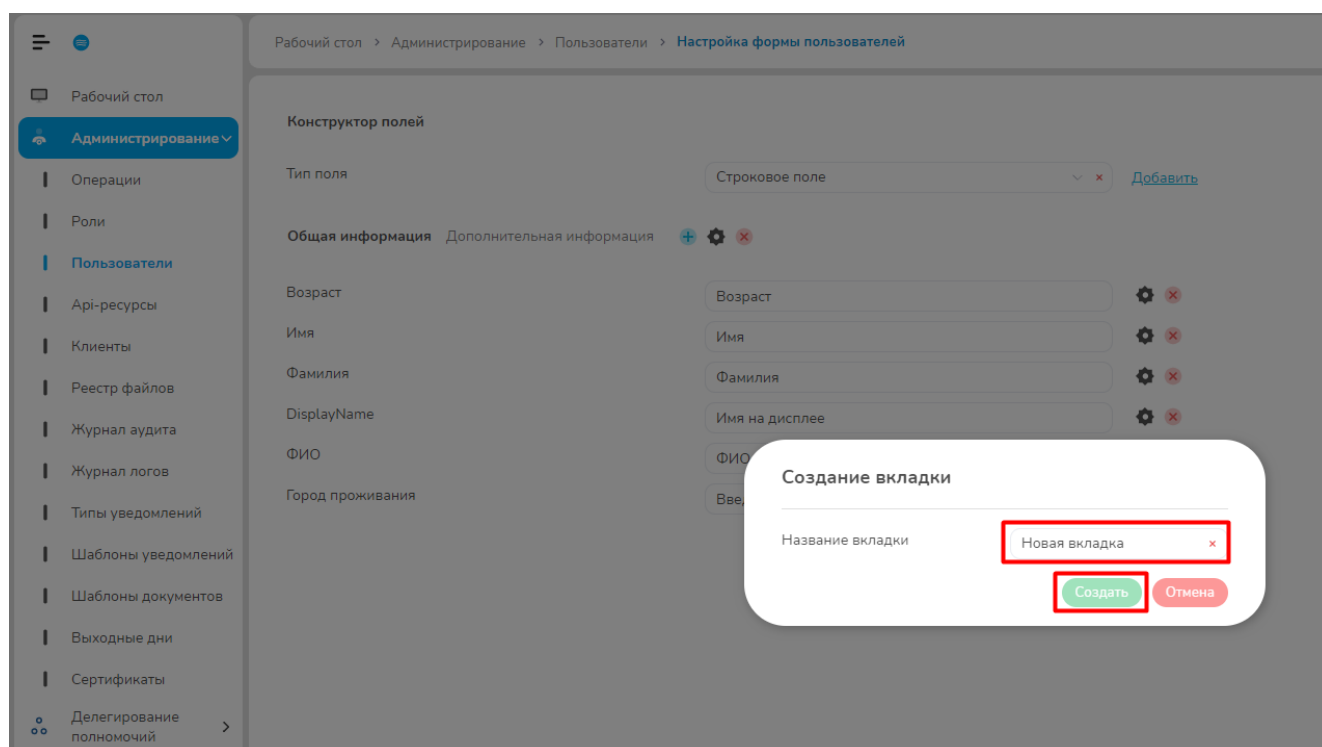 Рабочий стол > Администрирование > Пользователи > Настройка формы пользователей
Рабочий стол
Администрирование
Операции
Роли
Пользователи
Api-ресурсы
Клиенты
Реестр файлов
Журнал аудита
Журнал логов
Типы уведомлений
Шаблоны уведомлений
Шаблоны документов
Выходные дни
Сертификаты
Делегирование
полномочий
Конструктор полей
Тип поля Строковое поле Добавить
Общая информация Дополнительная информация
Возраст Возраст
Имя Имя
Фамилия Фамилия
DisplayName Имя на дисплее
ФИО ФИО
Город проживания Вве
Создание вкладки
Название вкладки Новая вкладка
Создать Отмена